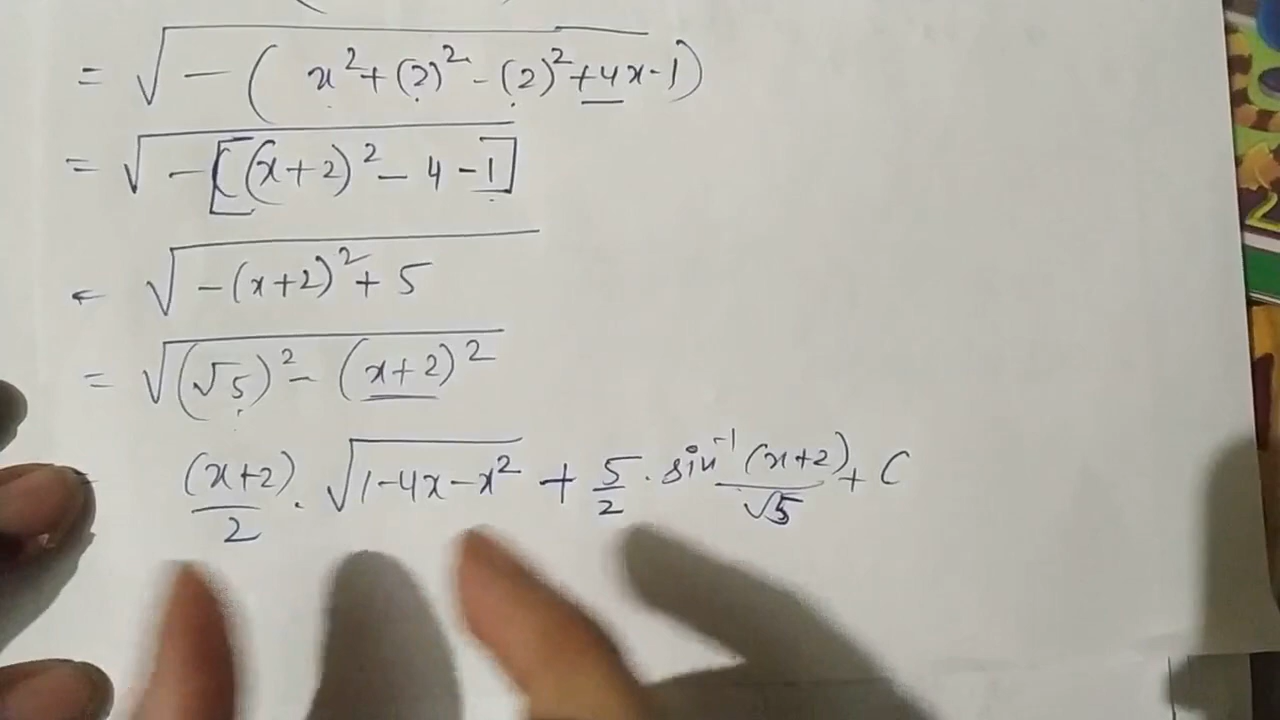 = √-( x² + (2)² - (2)² + 4x - 1)
= √-[(x+2)² - 4 - 1]
= √-(x+2)² + 5
= √(√5)² - (x+2)²
= (x+2)/2 . √1-4x-x² + 5/2 . sin⁻¹ (x+2)/√5 + C